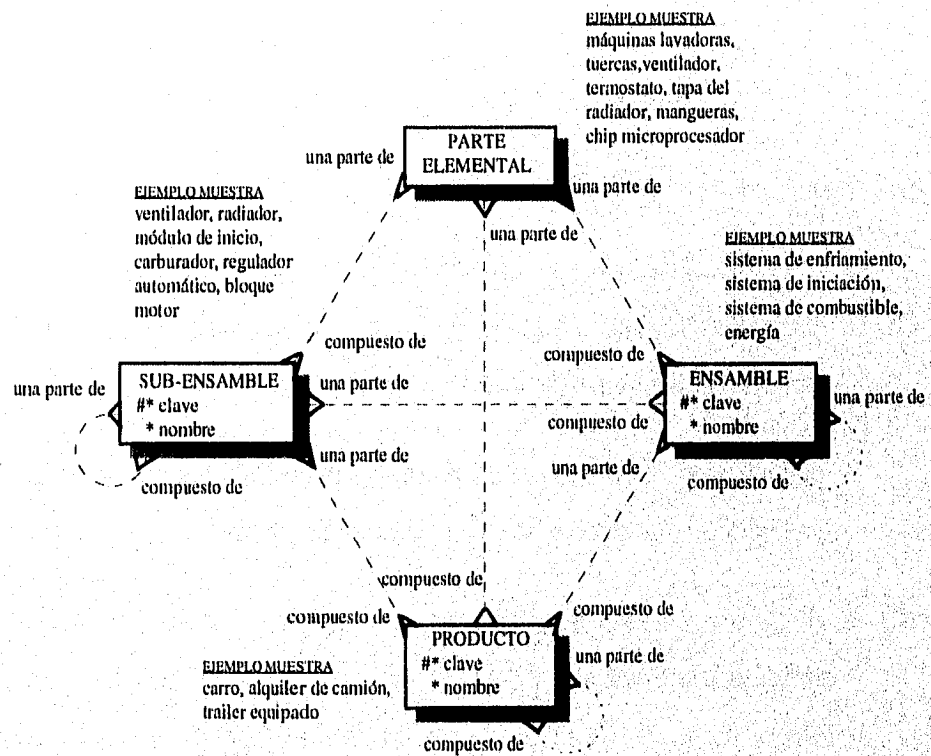 EJEMPLO MUESTRA
máquinas lavadoras,
tuercas,ventilador,
termostato, tapa del
radiador, mangueras,
chip microprocesador
PARTE
ELEMENTAL
una parte de
una parte de
una parte de
EJEMPLO MUESTRA
ventilador, radiador,
módulo de inicio,
carburador, regulador
automático, bloque
motor
EJEMPLO MUESTRA
sistema de enfriamiento,
sistema de iniciación,
sistema de combustible,
energía
compuesto de
compuesto de
una parte de
SUB-ENSAMBLE
#* clave
* nombre
una parte de
una parte de
compuesto de
ENSAMBLE
#* clave
* nombre
una parte de
compuesto de
una parte de
compuesto de
compuesto de
compuesto de
compuesto de
compuesto de
PRODUCTO
#* clave
* nombre
una parte de
compuesto de
EJEMPLO MUESTRA
carro, alquiler de camión,
trailer equipado